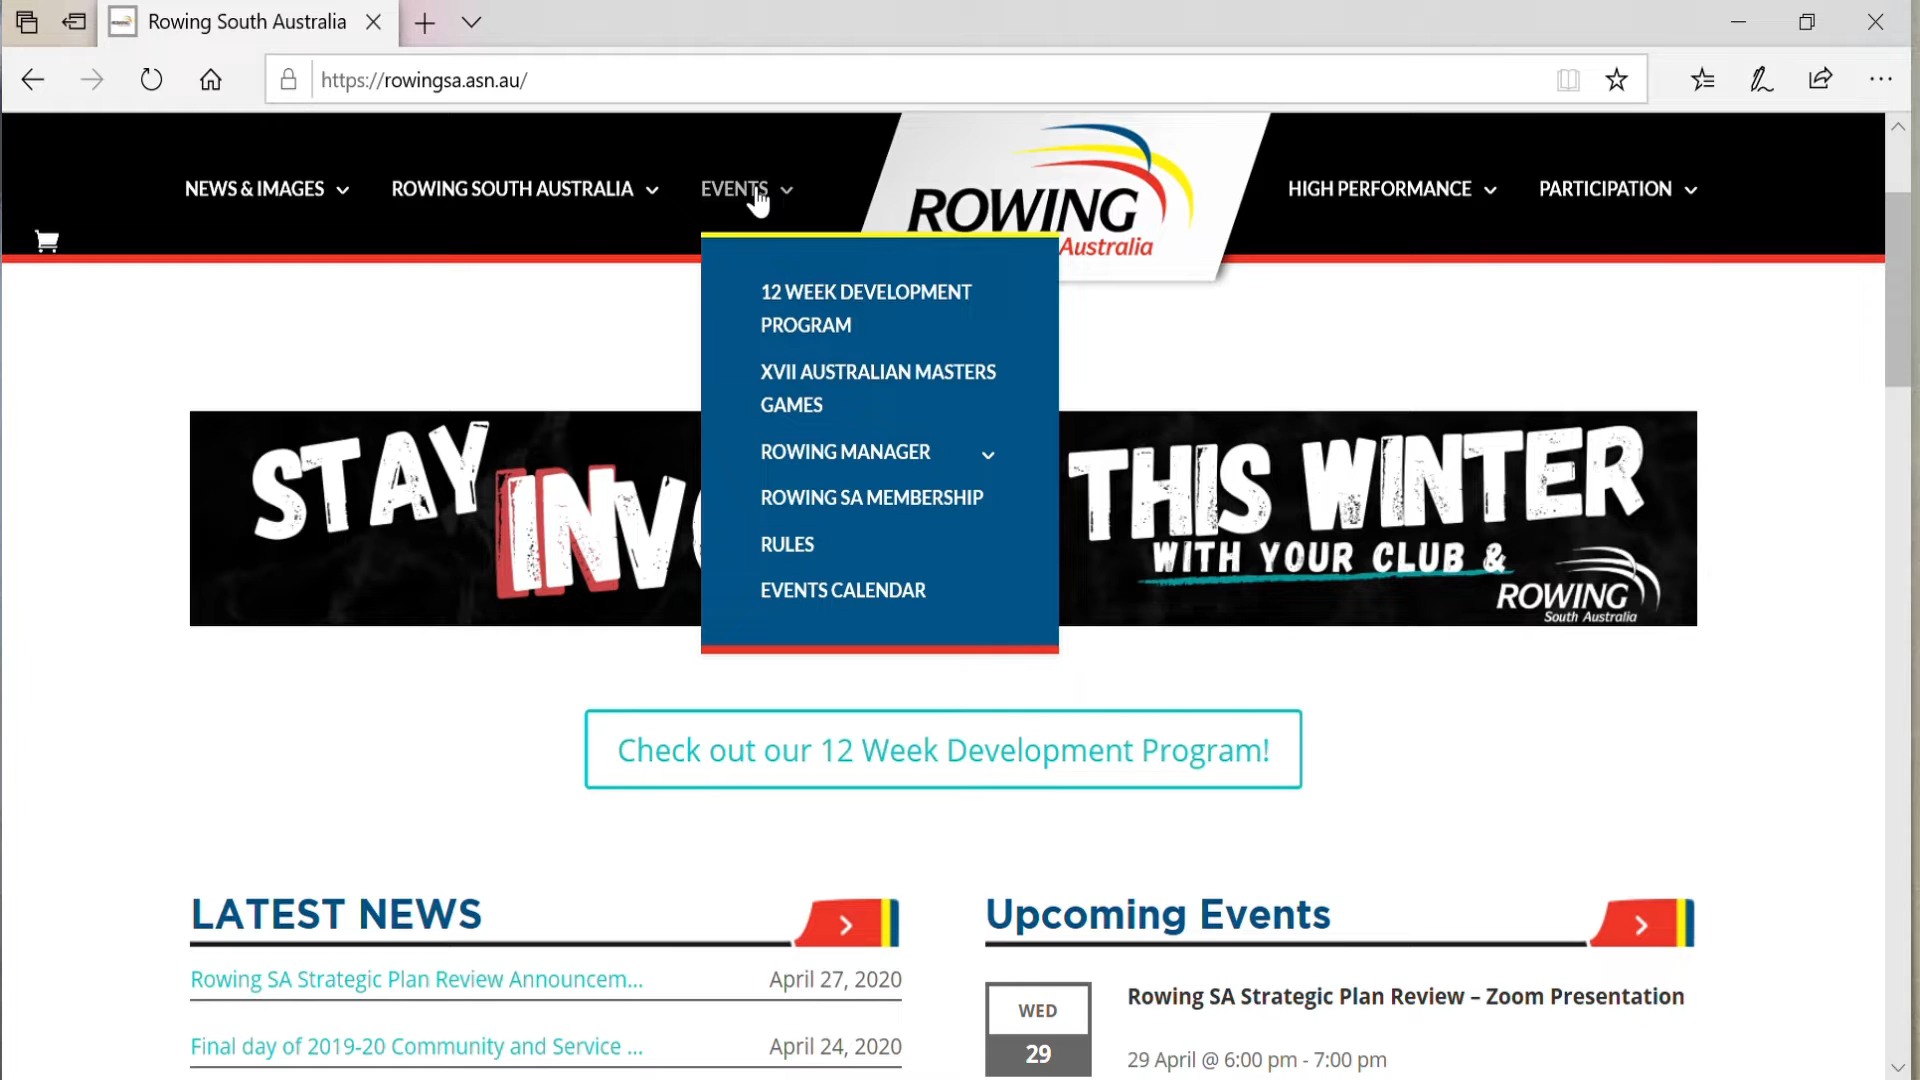 Rowing South Australia
https://rowingsa.asn.au/
NEWS & IMAGES
ROWING SOUTH AUSTRALIA
EVENTS
ROWING
Australia
HIGH PERFORMANCE
PARTICIPATION
12 WEEK DEVELOPMENT
PROGRAM
XVII AUSTRALIAN MASTERS
GAMES
ROWING MANAGER
ROWING SA MEMBERSHIP
RULES
EVENTS CALENDAR
STAY
THIS WINTER
WITH YOUR CLUB &
ROWING
South Australia
Check out our 12 Week Development Program!
LATEST NEWS
Rowing SA Strategic Plan Review Announcem... April 27, 2020
Final day of 2019-20 Community and Service ... April 24, 2020
Upcoming Events
WED
29
Rowing SA Strategic Plan Review – Zoom Presentation
29 April @ 6:00 pm - 7:00 pm